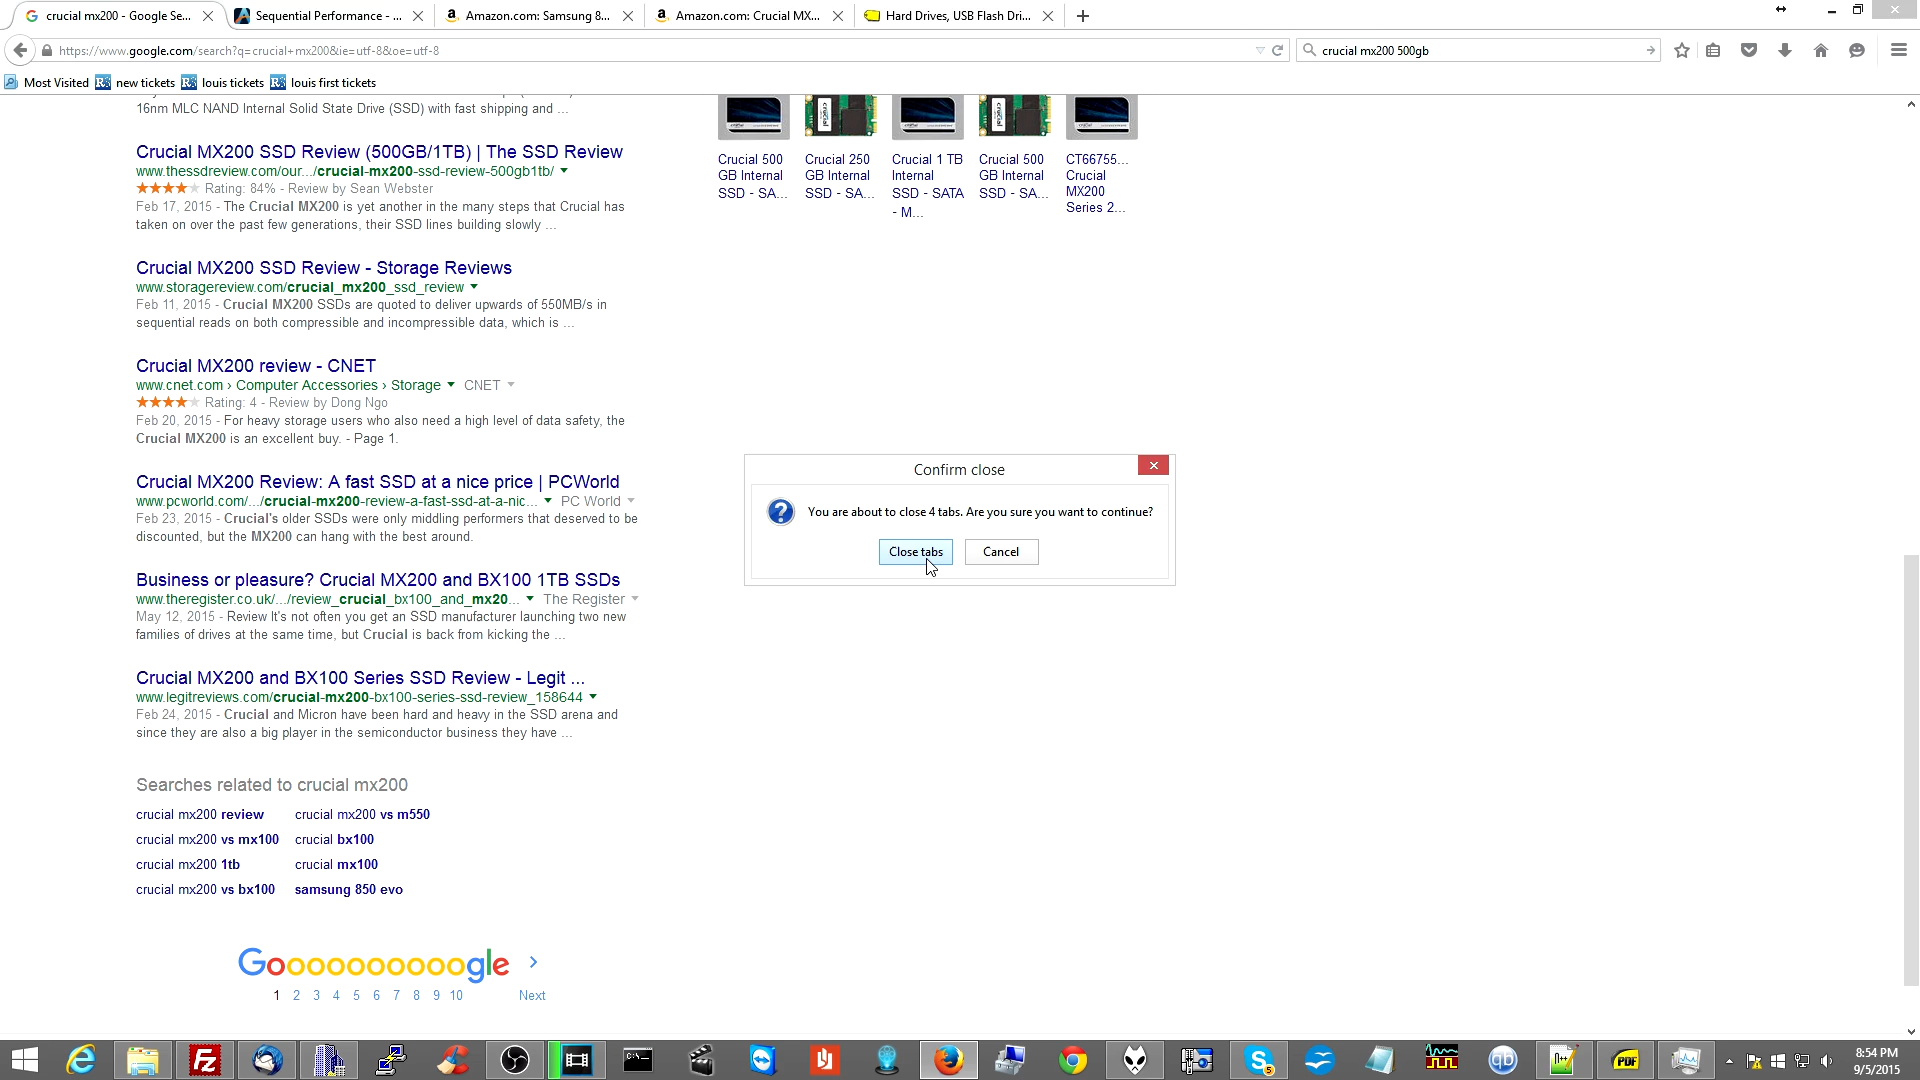 crucial mx200 - Google Se...
Sequential Performance - ...
Amazon.com: Samsung 8...
Amazon.com: Crucial MX...
Hard Drives, USB Flash Dri...
https://www.google.com/search?q=crucial+mx200&ie=utf-8&oe=utf-8
crucial mx200 500gb
Most Visited
new tickets
louis tickets
louis first tickets
16nm MLC NAND Internal Solid State Drive (SSD) with fast shipping and ...
Crucial MX200 SSD Review (500GB/1TB) | The SSD Review
www.thessdreview.com/our.../crucial-mx200-ssd-review-500gb1tb/
Rating: 84% - Review by Sean Webster
Feb 17, 2015 - The Crucial MX200 is yet another in the many steps that Crucial has
taken on over the past few generations, their SSD lines building slowly ...
Crucial MX200 SSD Review - Storage Reviews
www.storagereview.com/crucial_mx200_ssd_review
Feb 11, 2015 - Crucial MX200 SSDs are quoted to deliver upwards of 550MB/s in
sequential reads on both compressible and incompressible data, which is ...
Crucial MX200 review - CNET
www.cnet.com › Computer Accessories › Storage CNET
Rating: 4 - Review by Dong Ngo
Feb 20, 2015 - For heavy storage users who also need a high level of data safety, the
Crucial MX200 is an excellent buy. - Page 1.
Crucial MX200 Review: A fast SSD at a nice price | PCWorld
www.pcworld.com/.../crucial-mx200-review-a-fast-ssd-at-a-nic... PC World
Feb 23, 2015 - Crucial's older SSDs were only middling performers that deserved to be
discounted, but the MX200 can hang with the best around.
Business or pleasure? Crucial MX200 and BX100 1TB SSDs
www.theregister.co.uk/.../review_crucial_bx100_and_mx20... The Register
May 12, 2015 - Review It's not often you get an SSD manufacturer launching two new
families of drives at the same time, but Crucial is back from kicking the ...
Crucial MX200 and BX100 Series SSD Review - Legit ...
www.legitreviews.com/crucial-mx200-bx100-series-ssd-review_158644
Feb 24, 2015 - Crucial and Micron have been hard and heavy in the SSD arena and
since they are also a big player in the semiconductor business they have ...
Searches related to crucial mx200
crucial mx200 review
crucial mx200 vs m550
crucial mx200 vs mx100
crucial bx100
crucial mx200 1tb
crucial mx100
crucial mx200 vs bx100
samsung 850 evo
Goooooooooogle
1 2 3 4 5 6 7 8 9 10 Next
Crucial 500
GB Internal
SSD - SA...
Crucial 250
GB Internal
SSD - SA...
Crucial 1 TB
Internal
SSD - SATA
- M...
Crucial 500
GB Internal
SSD - SA...
CT66755...
Crucial
MX200
Series 2...
Confirm close
You are about to close 4 tabs. Are you sure you want to continue?
Close tabs
Cancel
8:54 PM
9/5/2015